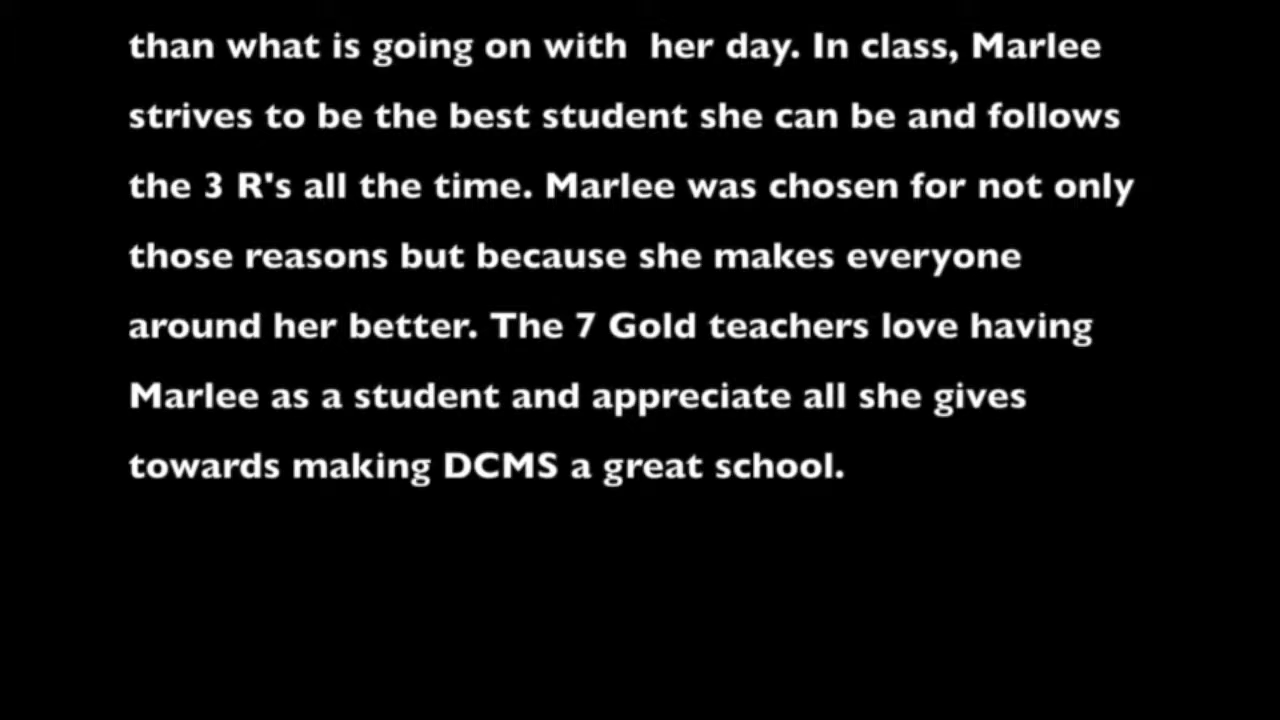 than what is going on with  her day. In class, Marlee
strives to be the best student she can be and follows
the 3 R's all the time. Marlee was chosen for not only
those reasons but because she makes everyone
around her better. The 7 Gold teachers love having
Marlee as a student and appreciate all she gives
towards making DCMS a great school.